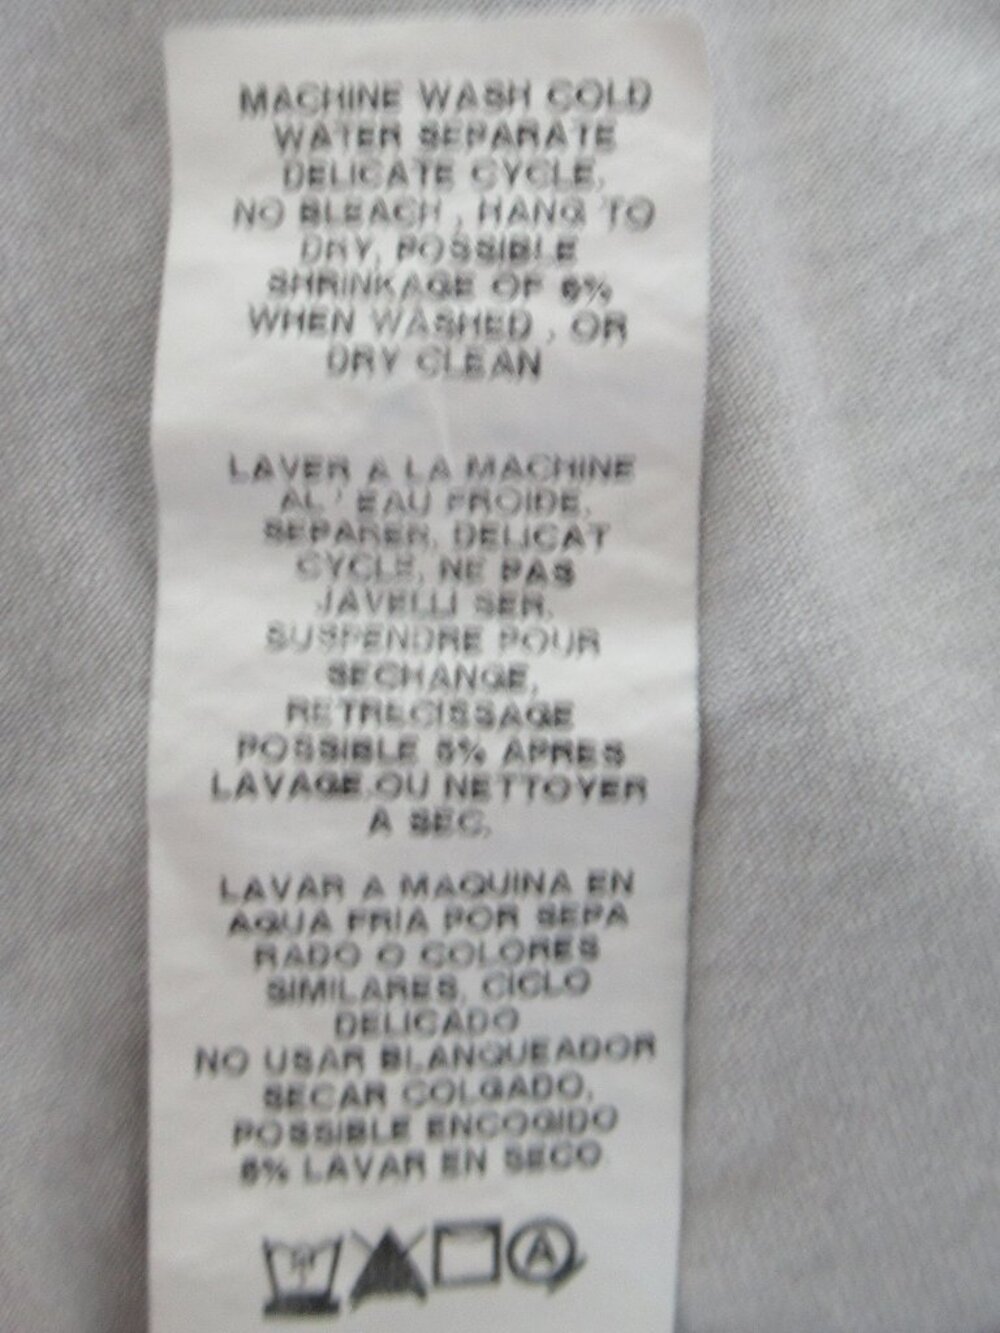 MACHINE WASH COLD
WATER SEPARATE
DELICATE CYCLE,
NO BLEACH , HANG TO
DRY, POSSIBLE
SHRINKAGE OF 6%
WHEN WASHED , OR
DRY CLEAN
LAVER A LA MACHINE
AL ' EAU FROIDE,
SEPARER, DELICAT
CYCLE, NE PAS
JAVELLI SER,
SUSPENDRE POUR
SECHANGE,
RETRECISSAGE
POSSIBLE 5% APRES
LAVAGE.OU NETTOYER
A SEC,
LAVAR A MAQUINA EN
AQUA FRIA POR SEPA
RADO O COLORES
SIMILARES, CICLO
DELICADO
NO USAR BLANQUEADOR
SECAR COLGADO,
POSSIBLE ENCOGIDO
6% LAVAR EN SECO
A